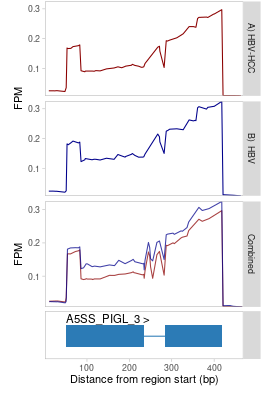 0.3
0.2
0.1
FPM
A) HBV-HCC
0.3
0.2
0.1
FPM
B) HBV
0.3
0.2
0.1
FPM
Combined
A5SS_PIGL_3 >
100 200 300 400
Distance from region start (bp)